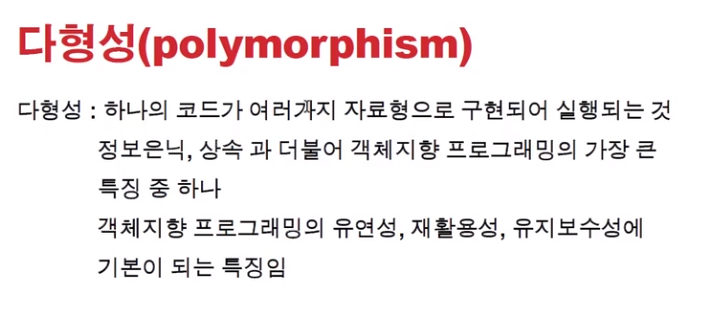 다형성(polymorphism)
다형성 : 하나의 코드가 여러가지 자료형으로 구현되어 실행되는 것
정보은닉, 상속 과 더불어 객체지향 프로그래밍의 가장 큰
특징 중 하나
객체지향 프로그래밍의 유연성, 재활용성, 유지보수성에
기본이 되는 특징임